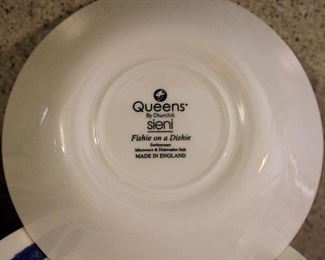 Queens®
By Churchill
sieni
Fishie on a Dishie
Earthenware
Microwave & Dishwasher Safe
MADE IN ENGLAND